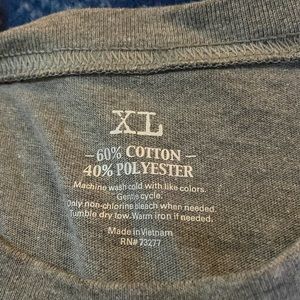 XL
60% COTTON
40% POLYESTER
Machine wash cold with like colors.
Gentle cycle.
Only non-chlorine bleach when needed.
Tumble dry low. Warm iron if needed.
Made in Vietnam
RN# 73277